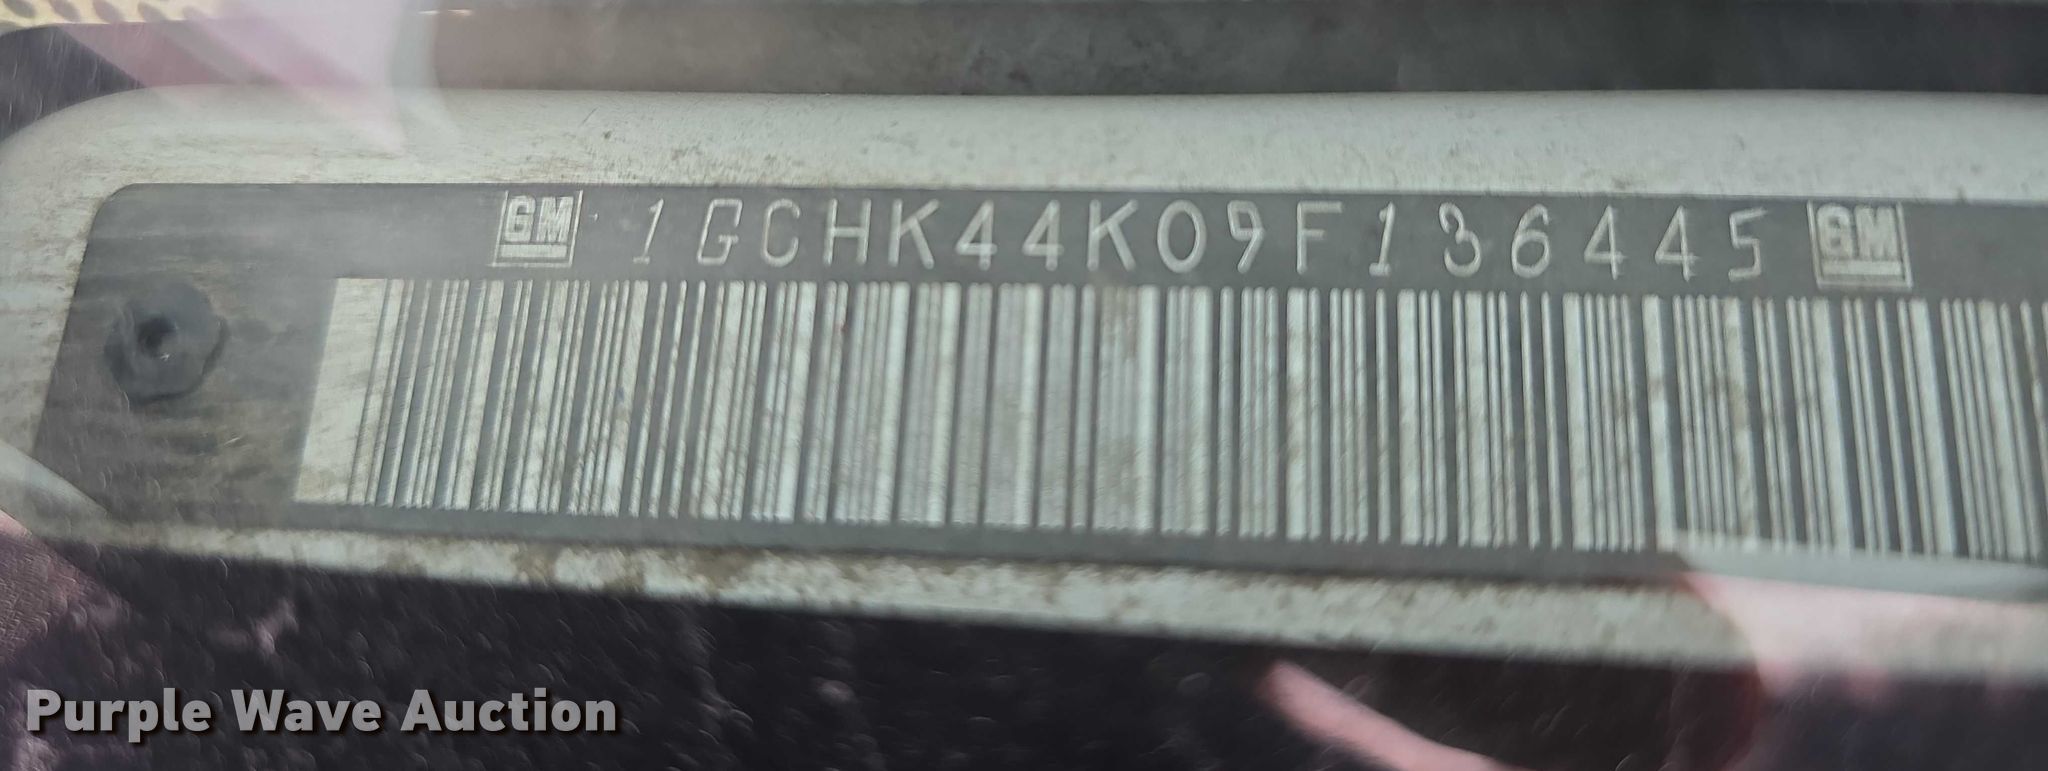 GM 1GCHK44K09F136445 GM
Purple Wave Auction